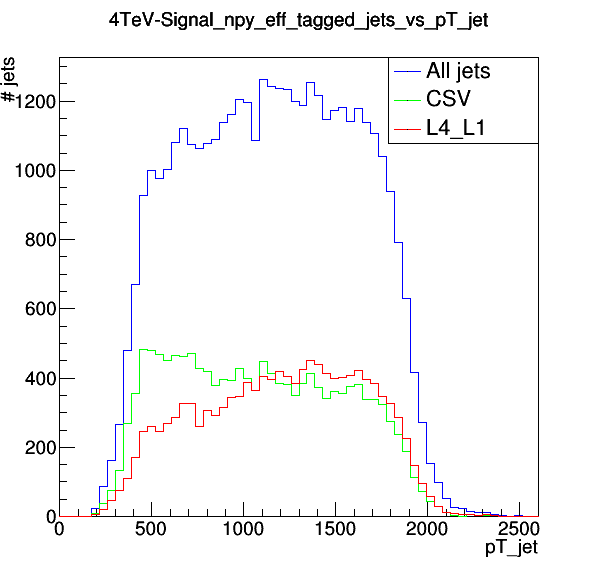 4TeV-Signal_npy_eff_tagged_jets_vs_pT_jet
# jets
All jets
CSV
L4_L1
1200
1000
800
600
400
200
0
0 500 1000 1500 2000 2500
pT_jet